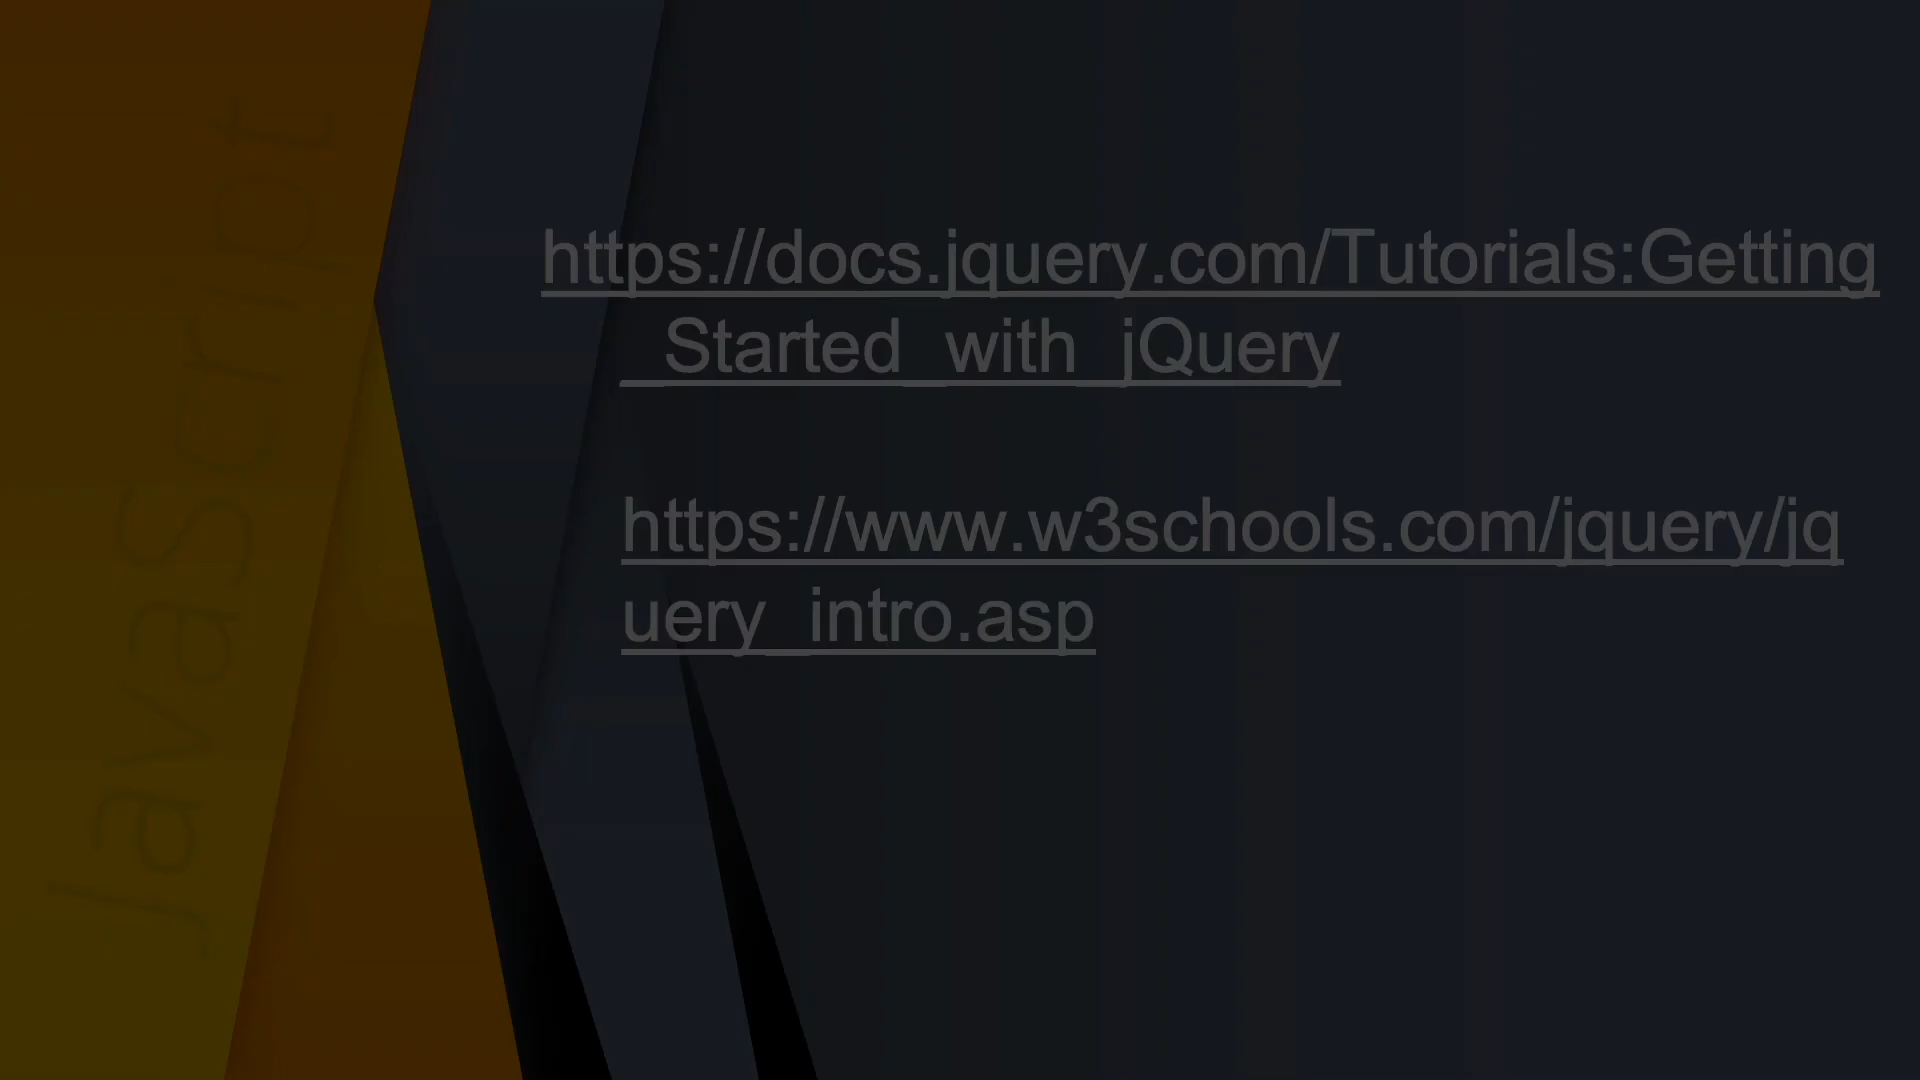 JavaScript
https://docs.jquery.com/Tutorials:Getting
_Started_with_jQuery
https://www.w3schools.com/jquery/jq
uery_intro.asp